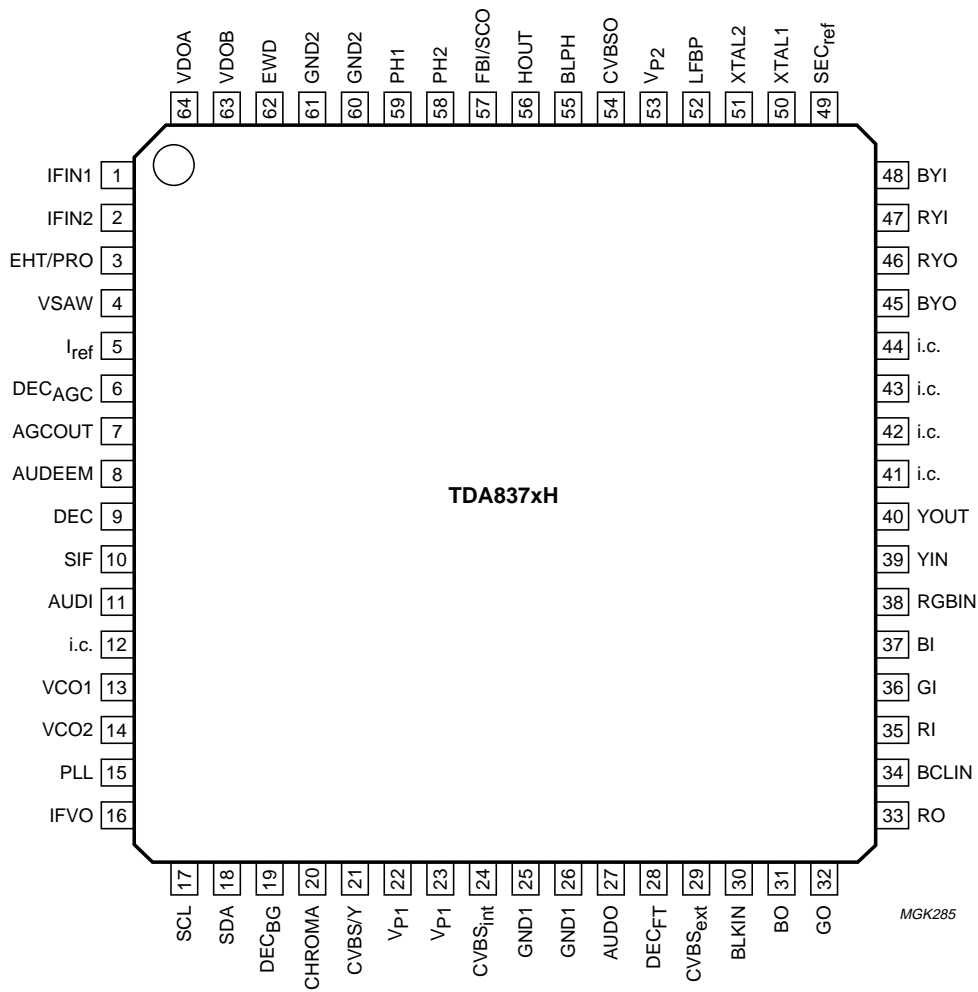 64 VDOA
63 VDOB
62 EWD
61 GND2
60 GND2
59 PH1
58 PH2
57 FBI/SCO
56 HOUT
55 BLPH
54 CVBSO
53 VP2
52 LFBP
51 XTAL2
50 XTAL1
49 SECref
IFIN1 1
IFIN2 2
EHT/PRO 3
VSAW 4
Iref 5
DECAGC 6
AGCOUT 7
AUDEEM 8
DEC 9
SIF 10
AUDI 11
i.c. 12
VCO1 13
VCO2 14
PLL 15
IFVO 16
TDA837xH
48 BYI
47 RYI
46 RYO
45 BYO
44 i.c.
43 i.c.
42 i.c.
41 i.c.
40 YOUT
39 YIN
38 RGBIN
37 BI
36 GI
35 RI
34 BCLIN
33 RO
SCL 17
SDA 18
DECBG 19
CHROMA 20
CVBS/Y 21
VP1 22
VP1 23
CVBSint 24
GND1 25
GND1 26
AUDO 27
DECFT 28
CVBSext 29
BLKIN 30
BO 31
GO 32
MGK285